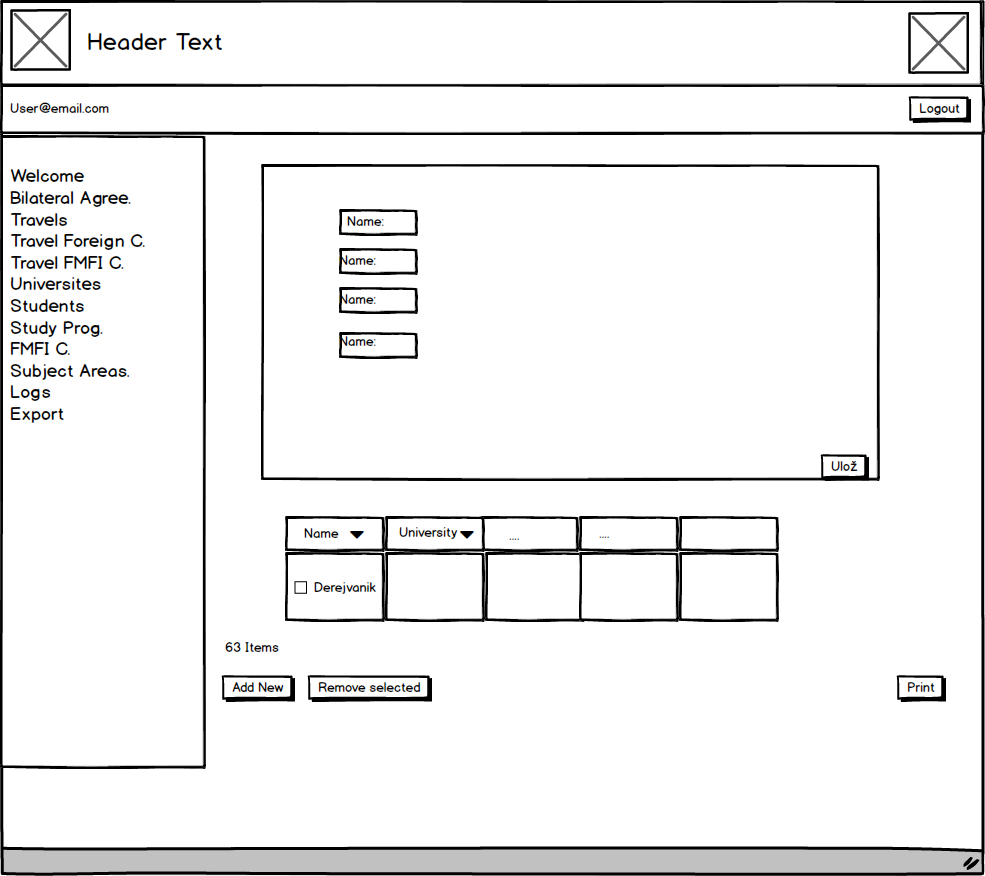 Header Text
User@email.com
Logout
Welcome
Bilateral Agree.
Travels
Travel Foreign C.
Travel FMFI C.
Universites
Students
Study Prog.
FMFI C.
Subject Areas.
Logs
Export
Name:
Name:
Name:
Name:
Ulož
Name University .... ....
Derejvanik
63 Items
Add New Remove selected Print